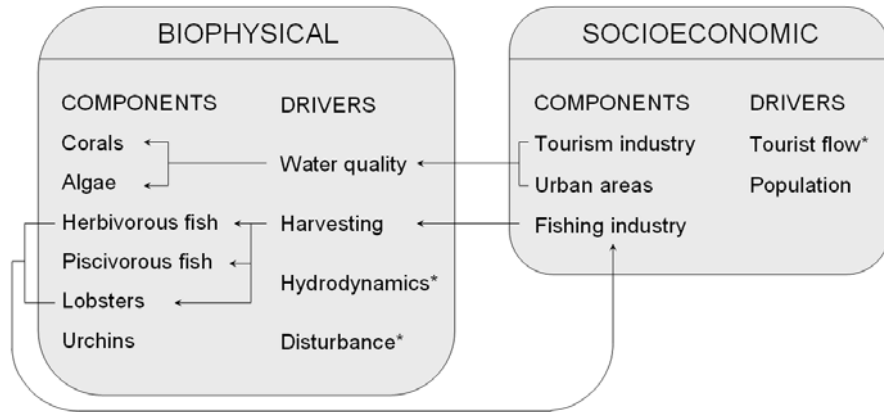 BIOPHYSICAL
COMPONENTS
Corals
Algae
Herbivorous fish
Piscivorous fish
Lobsters
Urchins
DRIVERS
Water quality
Harvesting
Hydrodynamics*
Disturbance*
SOCIOECONOMIC
COMPONENTS
Tourism industry
Urban areas
Fishing industry
DRIVERS
Tourist flow*
Population